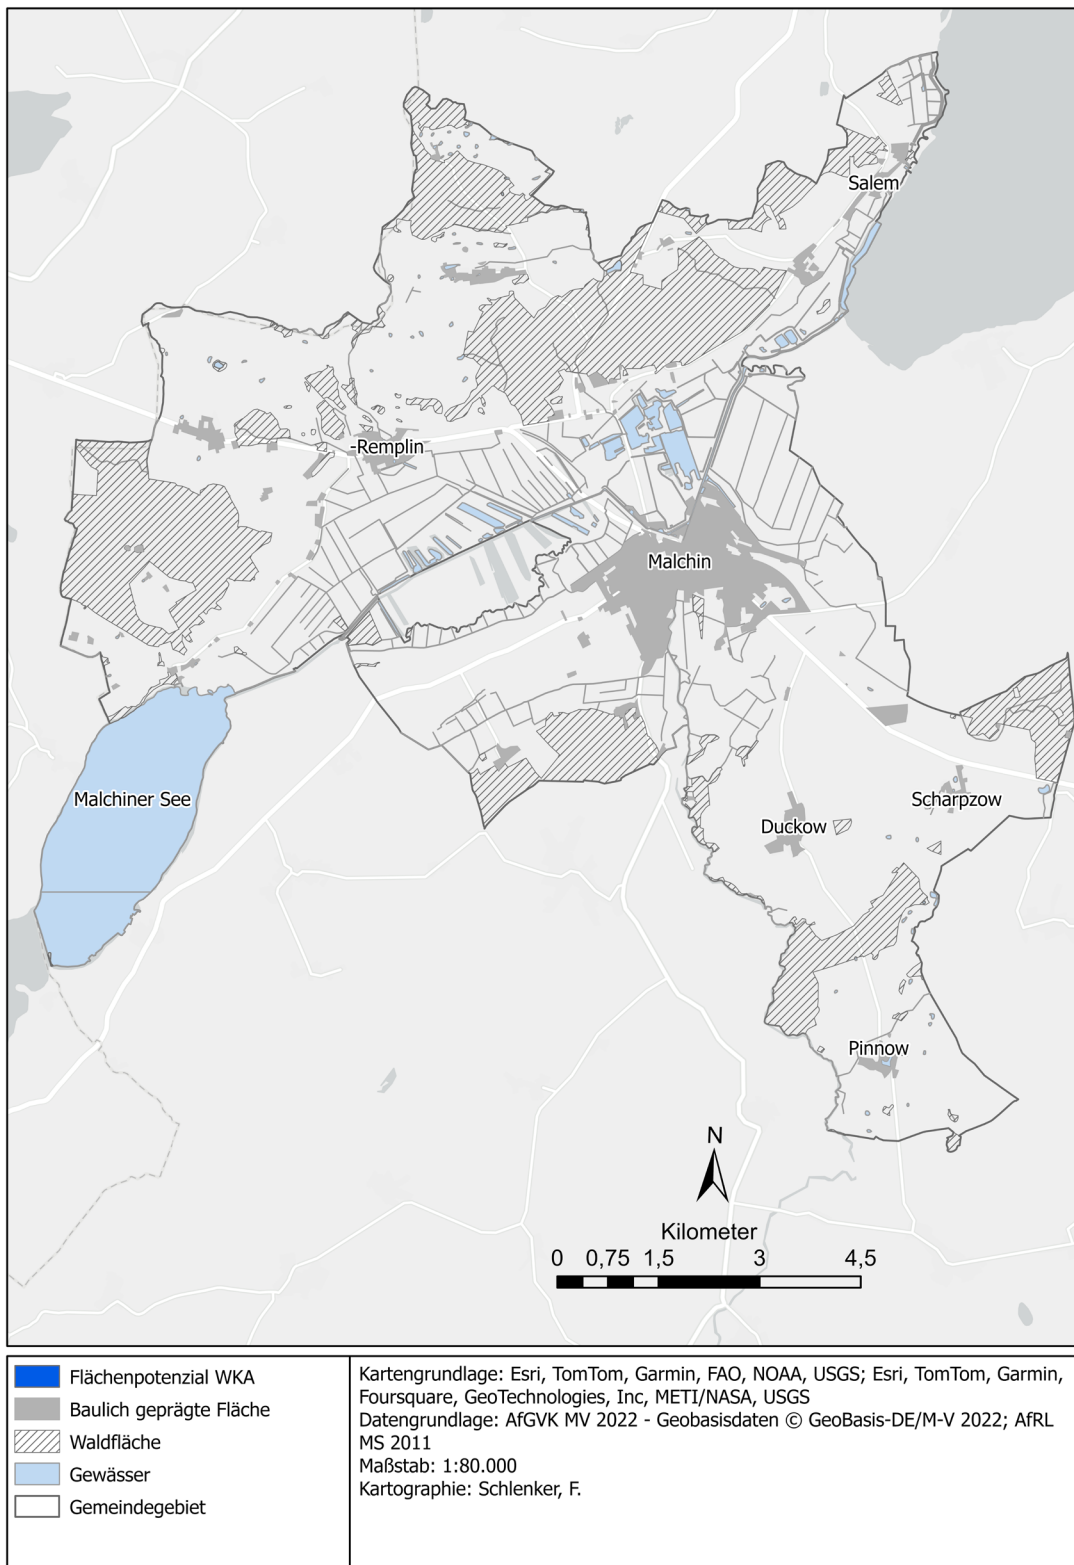 Salem
-Remplin
Malchin
Malchiner See
Scharpzow
Duckow
Pinnow
N
Kilometer
0 0,75 1,5 3 4,5
Flächenpotenzial WKA
Baulich geprägte Fläche
Waldfläche
Gewässer
Gemeindegebiet
Kartengrundlage: Esri, TomTom, Garmin, FAO, NOAA, USGS; Esri, TomTom, Garmin,
Foursquare, GeoTechnologies, Inc, METI/NASA, USGS
Datengrundlage: AfGVK MV 2022 - Geobasisdaten © GeoBasis-DE/M-V 2022; AfRL
MS 2011
Maßstab: 1:80.000
Kartographie: Schlenker, F.